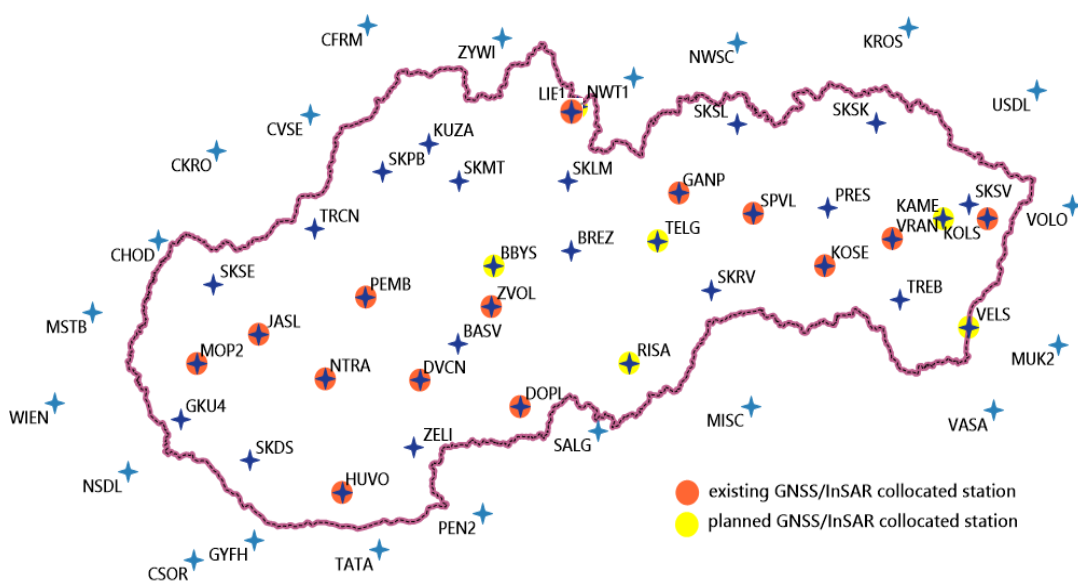 CFRM
ZYWI
NWSC
KROS
LIE1
NWT1
USDL
CVSE
SKSL
SKSK
KUZA
CKRO
SKPB
SKMT
SKLM
GANP
SPVL
PRES
KAME
SKSV
TRCN
VOLO
CHOD
TELG
VRAN
KOLS
BREZ
BBYS
KOSE
SKSE
PEMB
SKRV
TREB
ZVOL
MSTB
JASL
BASV
VELS
MOP2
NTRA
DVCN
RISA
MUK2
WIEN
GKU4
DOPL
MISC
VASA
SALG
SKDS
ZELI
NSDL
HUVO
existing GNSS/InSAR collocated station
planned GNSS/InSAR collocated station
PEN2
GYFH
TATA
CSOR